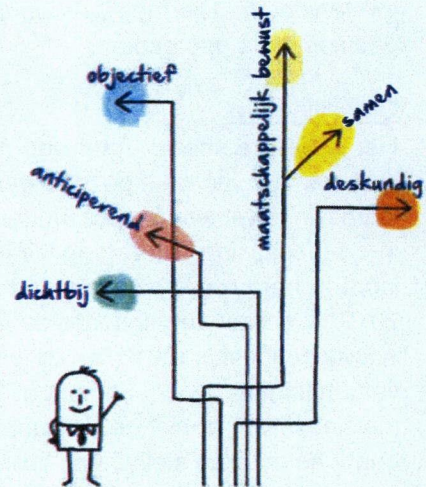 objectief
maatschappelijk bewust
samen
anticiperend
deskundig
dichtbij